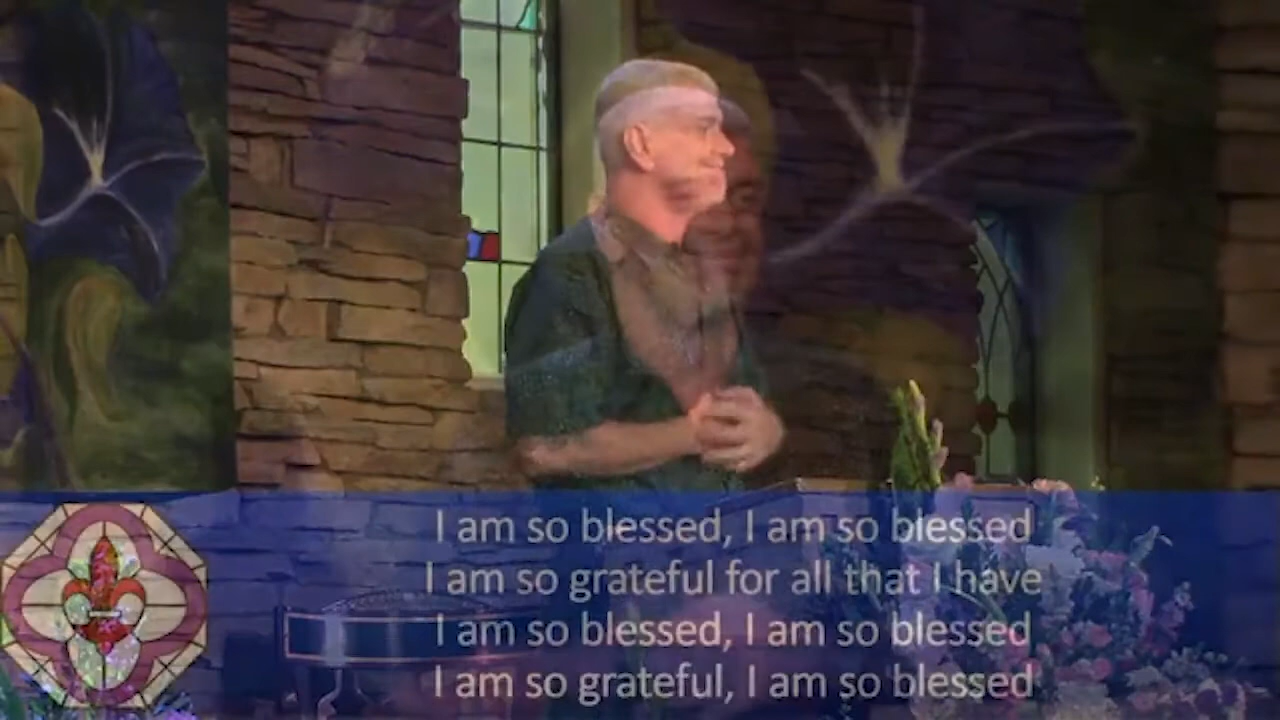 I am so blessed, I am so blessed
I am so grateful for all that I have
I am so blessed, I am so blessed
I am so grateful, I am so blessed